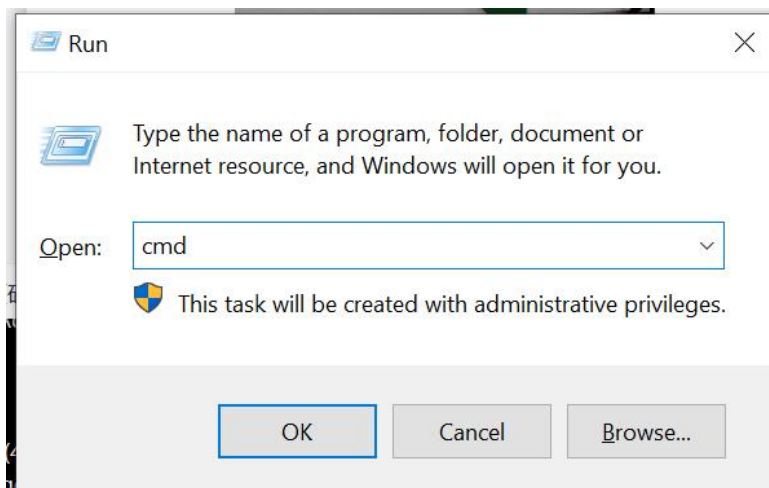 Run
Type the name of a program, folder, document or
Internet resource, and Windows will open it for you.
Open:
cmd
This task will be created with administrative privileges.
OK
Cancel
Browse...